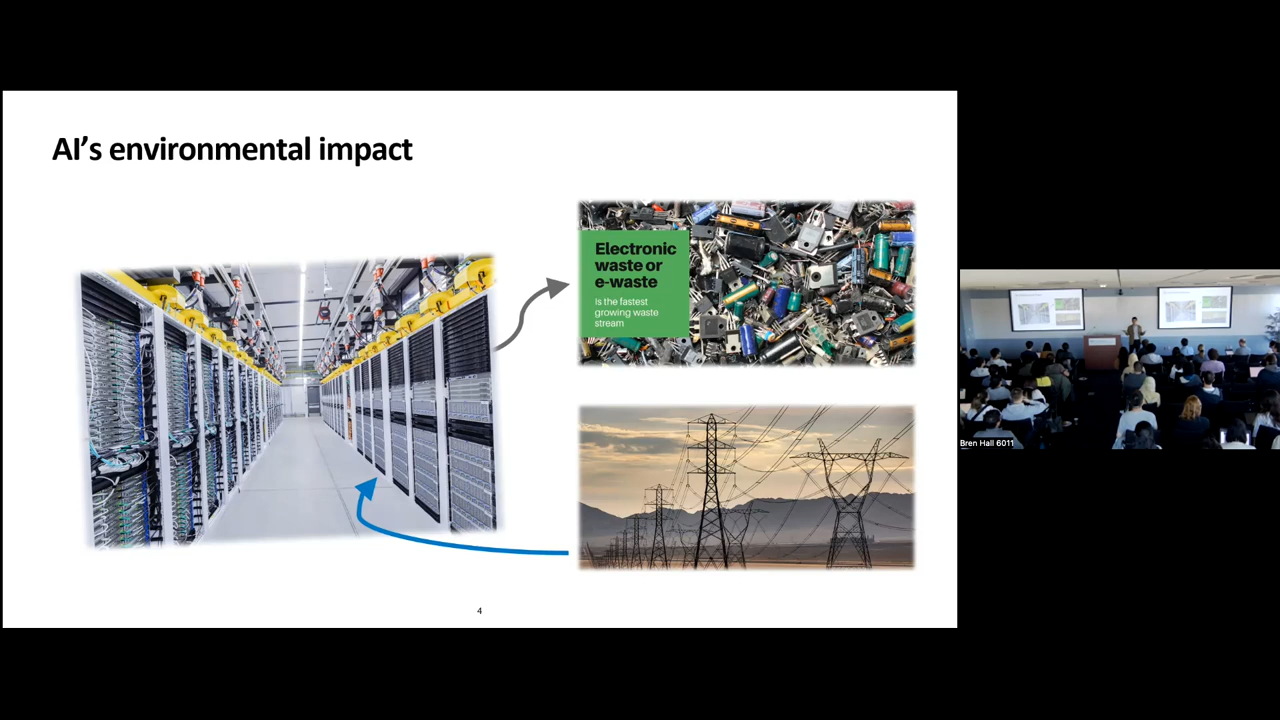 AI's environmental impact
Electronic
waste or
e-waste
Is the fastest
growing waste
stream
4
Bren Hall 6011